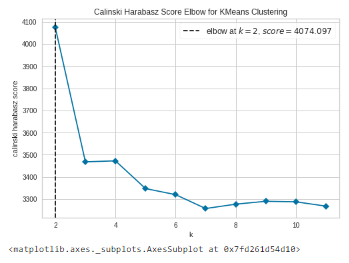 Calinski Harabasz Score Elbow for KMeans Clustering
elbow at k = 2, score = 4074.097
4100
4000
3900
3800
3700
3600
3500
3400
3300
calinski harabasz score
2
4
6
8
10
k
<matplotlib.axes._subplots.AxesSubplot at 0x7fd261d54d10>